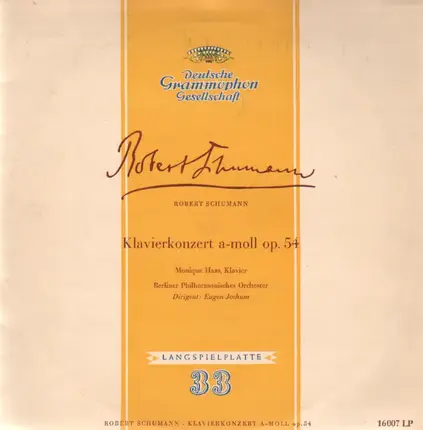 Deutsche
Grammophon
Gesellschaft
Robert Schumann
ROBERT SCHUMANN
Klavierkonzert a-moll op. 54
Monique Haas, Klavier
Berliner Philharmonisches Orchester
Dirigent: Eugen Jochum
LANGSPIELPLATTE
33
ROBERT SCHUMANN · KLAVIERKONZERT A-MOLL op. 54
16007 LP